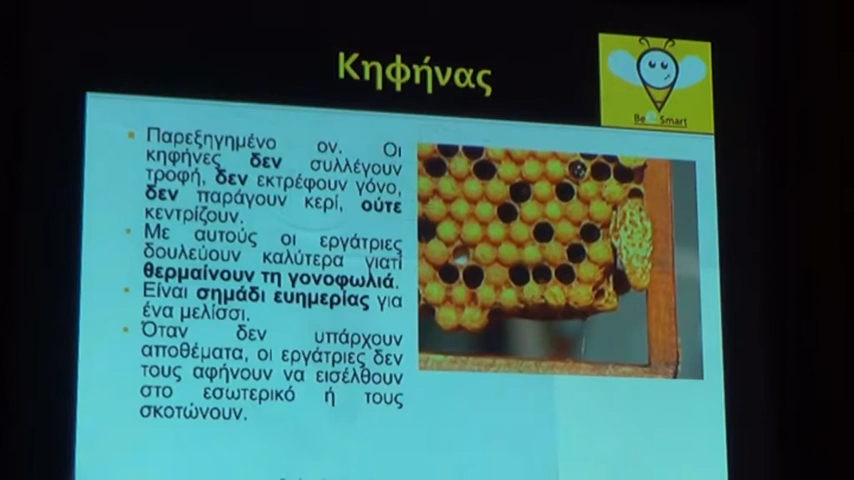 Κηφήνας
Be Smart
Παρεξηγημένο ον. Οι
κηφήνες δεν συλλέγουν
τροφή, δεν εκτρέφουν γόνο,
δεν παράγουν κερί, ούτε
κεντρίζουν.
Με αυτούς οι εργάτριες
δουλεύουν καλύτερα γιατί
θερμαίνουν τη γονοφωλιά.
Είναι σημάδι ευημερίας για
ένα μελίσσι.
Όταν δεν υπάρχουν
αποθέματα, οι εργάτριες δεν
τους αφήνουν να εισέλθουν
στο εσωτερικό ή τους
σκοτώνουν.